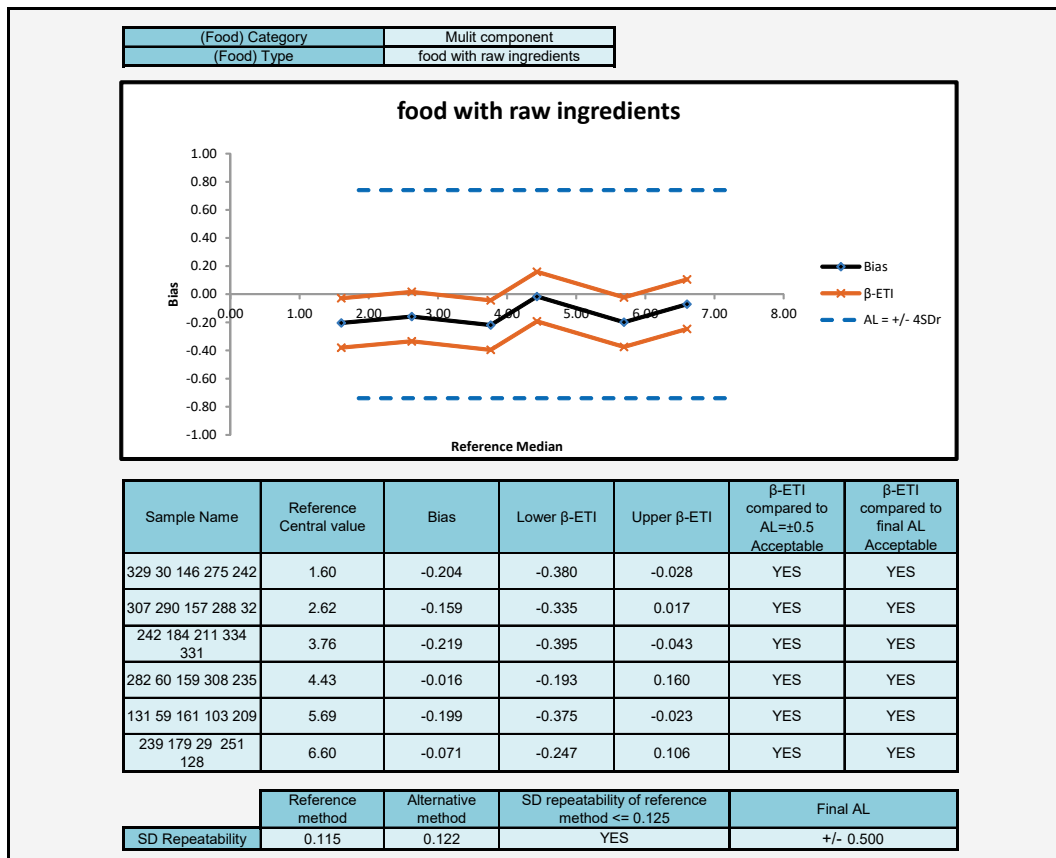 (Food) Category Mulit component
(Food) Type food with raw ingredients
food with raw ingredients
1.00
0.80
0.60
0.40
0.20
0.00
-0.20
-0.40
-0.60
-0.80
-1.00
0.00 1.00 2.00 3.00 4.00 5.00 6.00 7.00 8.00
Bias
Reference Median
Bias
β-ETI
AL = +/- 4SDr
Sample Name Reference Central value Bias Lower β-ETI Upper β-ETI β-ETI compared to AL=±0.5 Acceptable β-ETI compared to final AL Acceptable
329 30 146 275 242 1.60 -0.204 -0.380 -0.028 YES YES
307 290 157 288 32 2.62 -0.159 -0.335 0.017 YES YES
242 184 211 334 331 3.76 -0.219 -0.395 -0.043 YES YES
282 60 159 308 235 4.43 -0.016 -0.193 0.160 YES YES
131 59 161 103 209 5.69 -0.199 -0.375 -0.023 YES YES
239 179 29 251 128 6.60 -0.071 -0.247 0.106 YES YES
Reference method Alternative method SD repeatability of reference method <= 0.125 Final AL
SD Repeatability 0.115 0.122 YES +/- 0.500